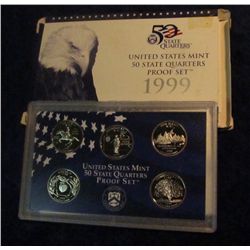 50
STATE
QUARTERS
UNITED STATES MINT
50 STATE QUARTERS
PROOF SET
1999
UNITED STATES MINT
50 STATE QUARTERS
PROOF SET